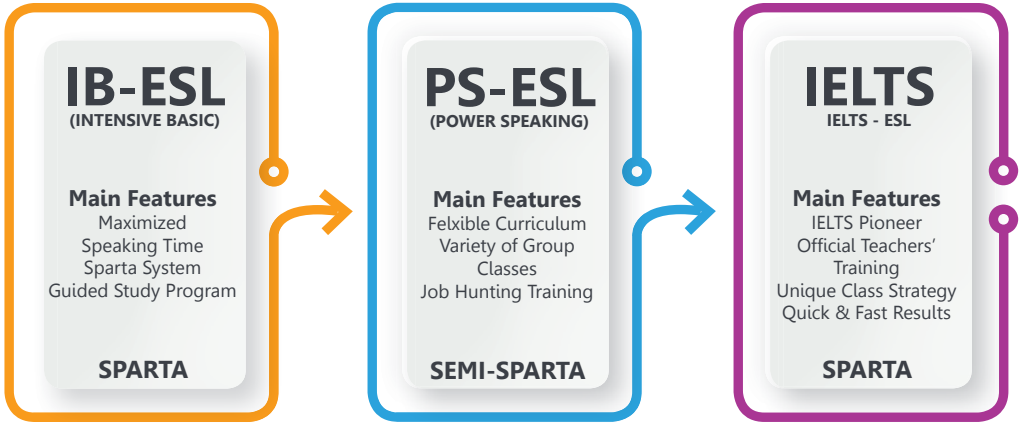 IB-ESL
(INTENSIVE BASIC)
Main Features
Maximized
Speaking Time
Sparta System
Guided Study Program
SPARTA
PS-ESL
(POWER SPEAKING)
Main Features
Felxible Curriculum
Variety of Group
Classes
Job Hunting Training
SEMI-SPARTA
IELTS
IELTS - ESL
Main Features
IELTS Pioneer
Official Teachers’
Training
Unique Class Strategy
Quick & Fast Results
SPARTA